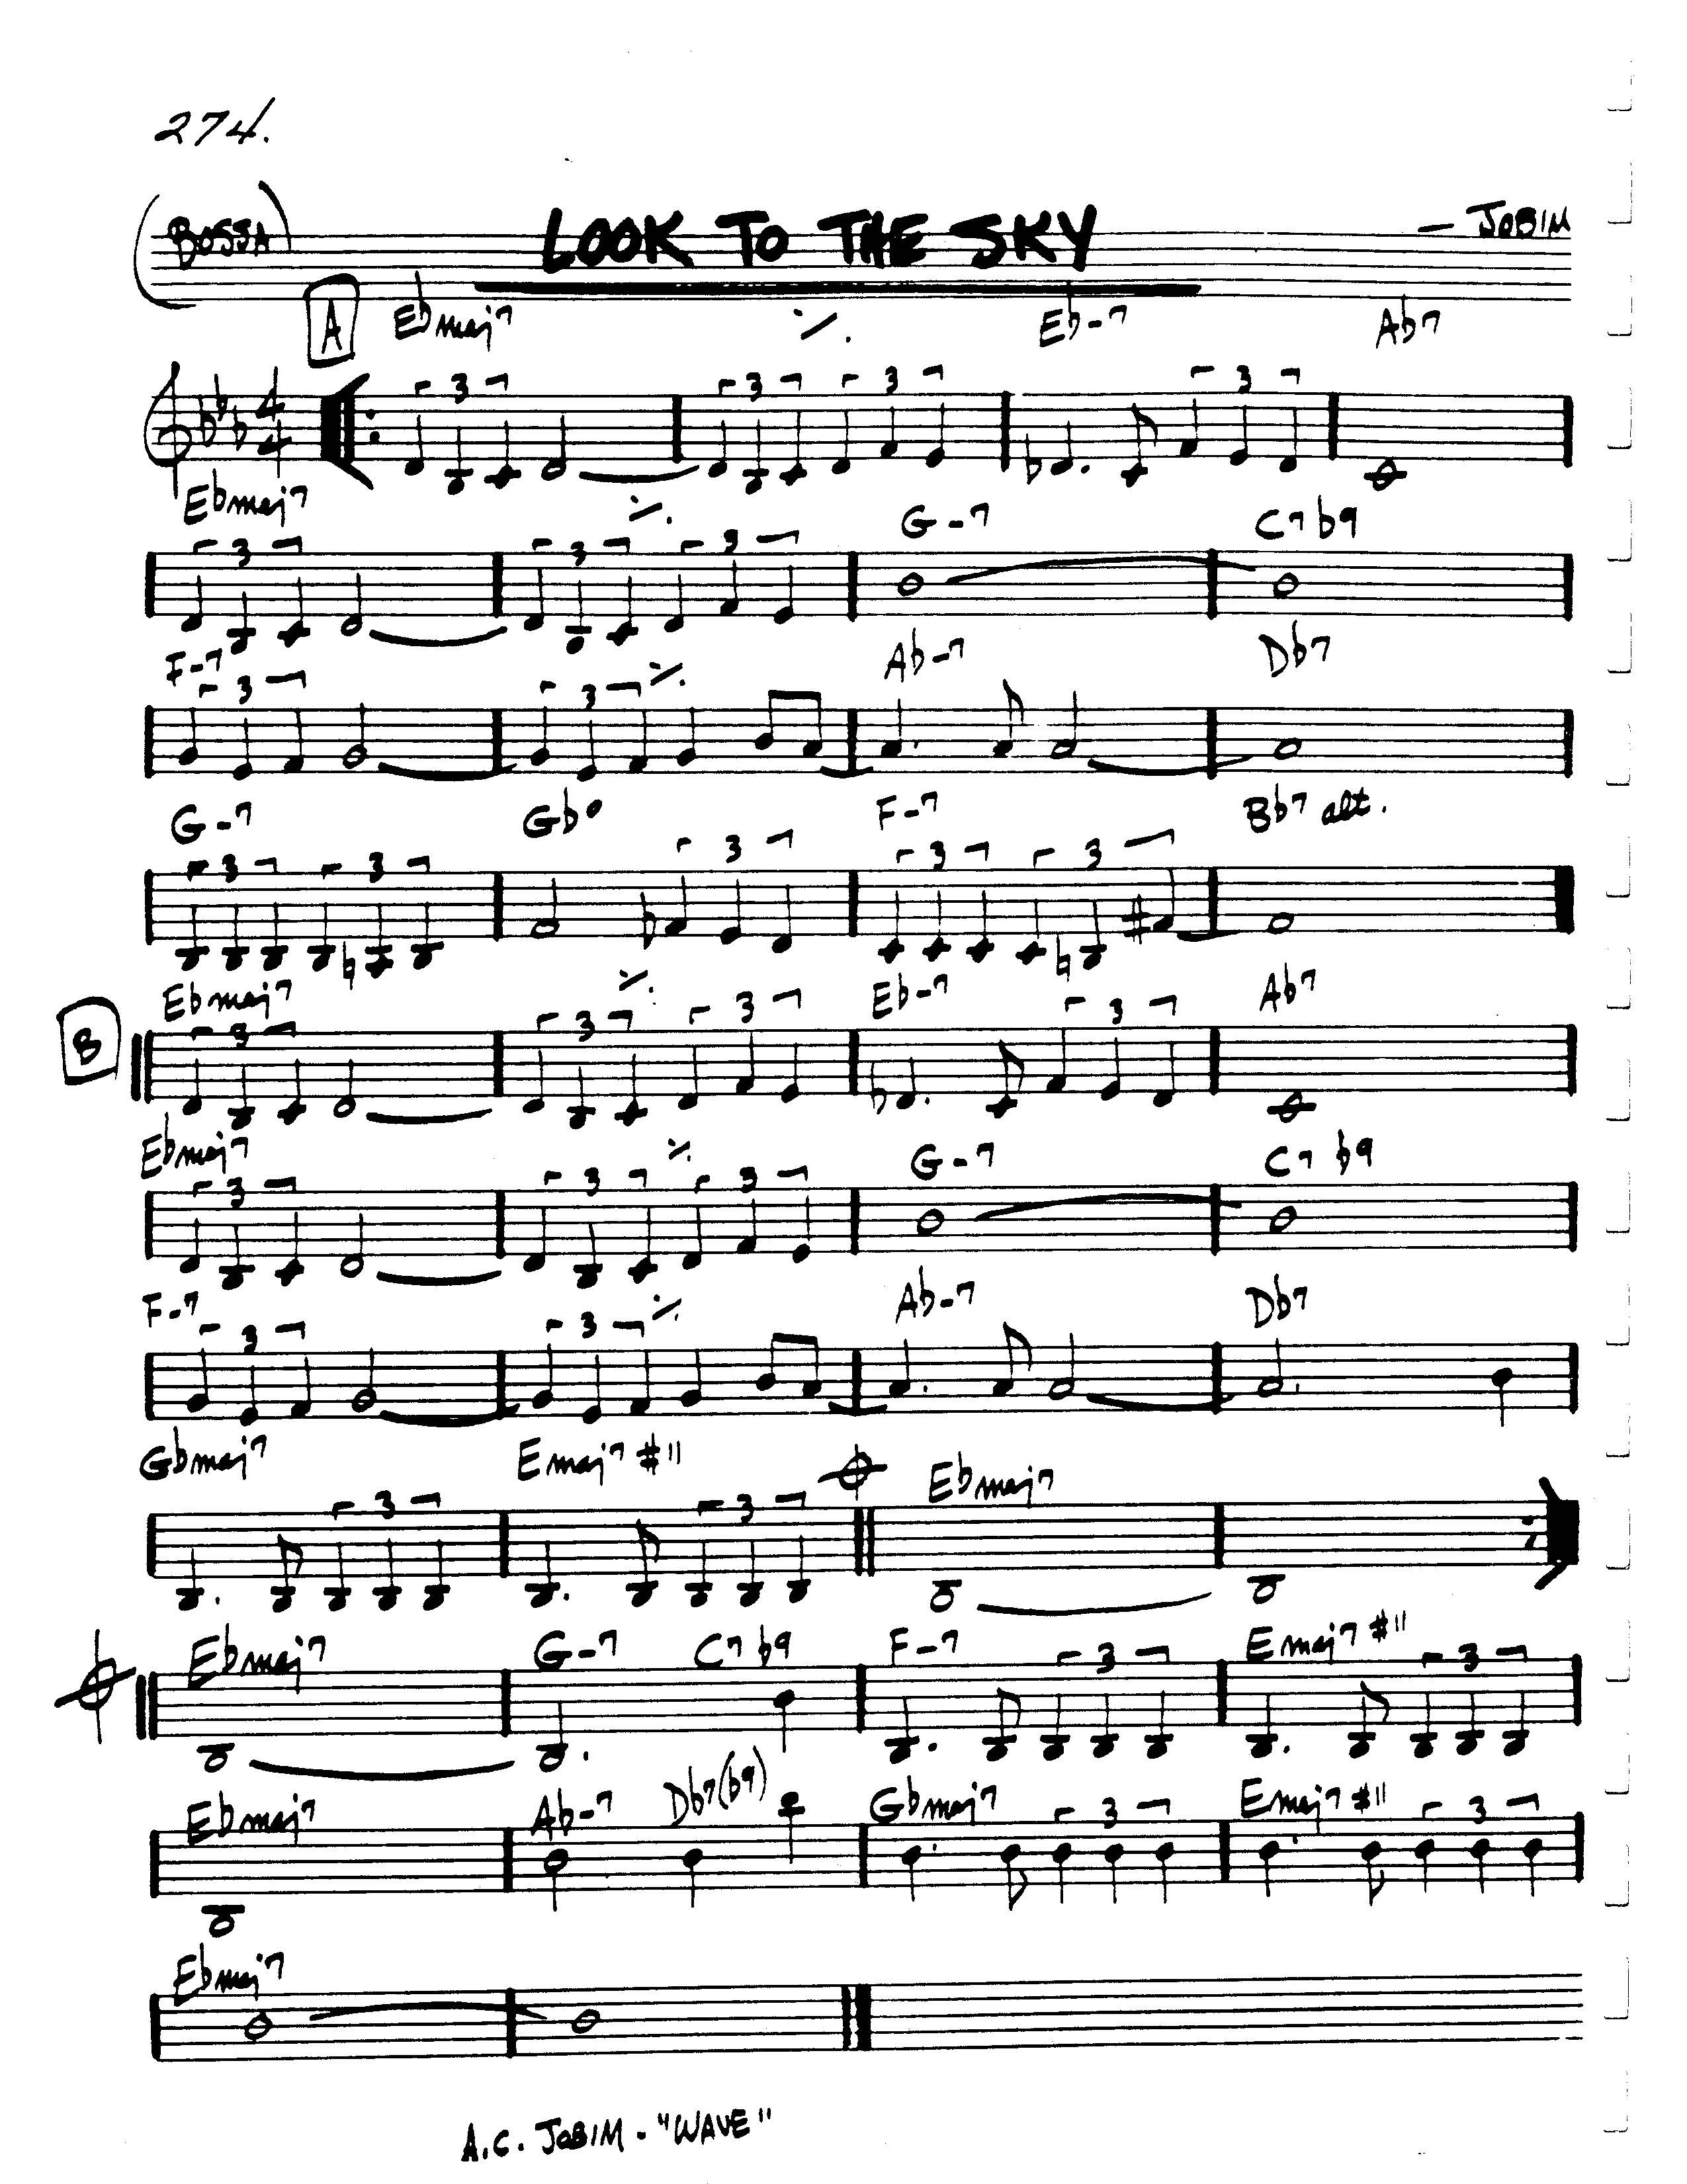 274.
(BOSSA) LOOK TO THE SKY — JOBIM
A Ebmaj7 ٪ Eb-7 Ab7
4
4
3 3 3 3
Ebmaj7 ٪ G-7 C7b9
3 3 3
F-7 ٪ Ab-7 Db7
3 3
G-7 Gb° F-7 Bb7 alt.
3 3 3 3 3
B Ebmaj7 ٪ Eb-7 Ab7
3 3 3 3
Ebmaj7 ٪ G-7 C7 b9
3 3 3
F-7 ٪ Ab-7 Db7
3 3
Gbmaj7 Emaj7 #11 Ebmaj7
3 3
Ebmaj7 G-7 C7b9 F-7 Emaj7 #11
3 3
Ebmaj7 Ab-7 Db7(b9) Gbmaj7 Emaj7 #11
3 3
Ebmaj7
A.C. JOBIM - "WAVE"